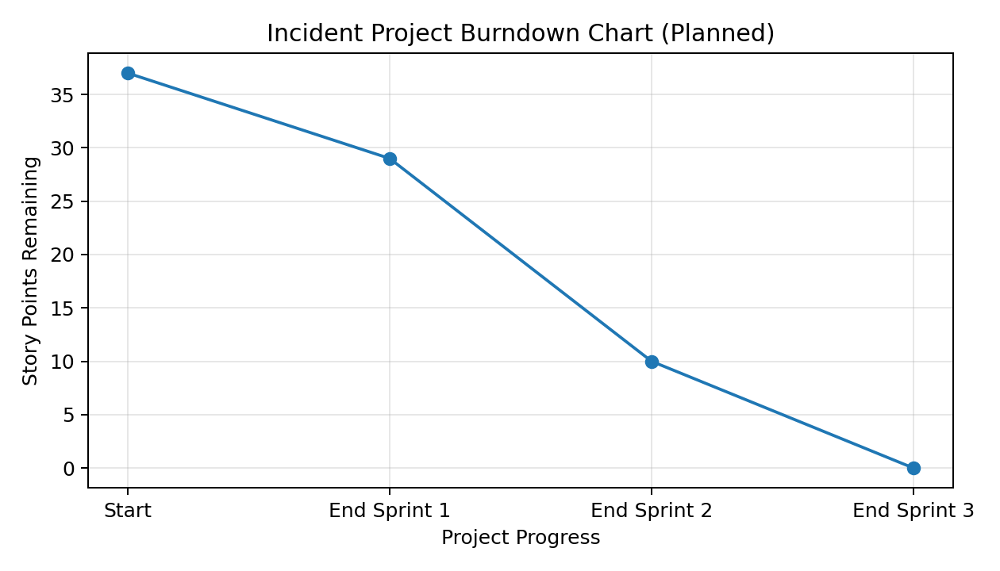 Incident Project Burndown Chart (Planned)
Story Points Remaining
35
30
25
20
15
10
5
0
Start End Sprint 1 End Sprint 2 End Sprint 3
Project Progress